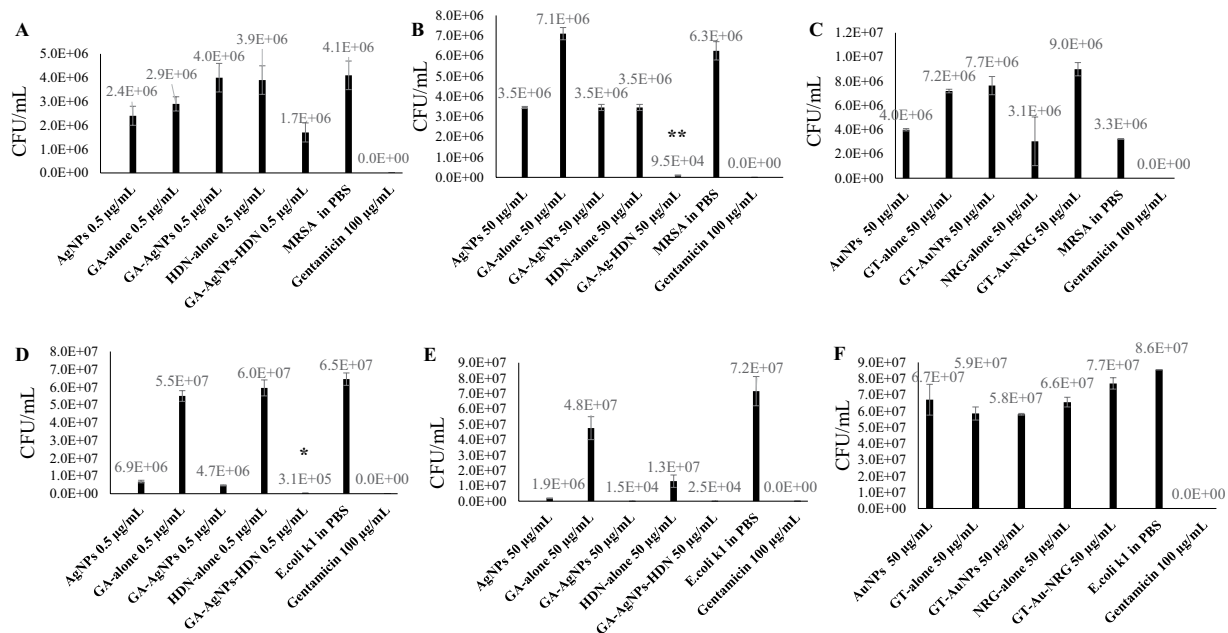 A
CFU/mL
5.0E+06
4.0E+06
3.0E+06
2.0E+06
1.0E+06
0.0E+00
2.4E+06
2.9E+06
4.0E+06
3.9E+06
1.7E+06
4.1E+06
0.0E+00
AgNPs 0.5 µg/mL
GA-alone 0.5 µg/mL
GA-AgNPs 0.5 µg/mL
HDN-alone 0.5 µg/mL
GA-AgNPs-HDN 0.5 µg/mL
MRSA in PBS
Gentamicin 100 µg/mL
B
CFU/mL
8.0E+06
7.0E+06
6.0E+06
5.0E+06
4.0E+06
3.0E+06
2.0E+06
1.0E+06
0.0E+00
3.5E+06
7.1E+06
3.5E+06
3.5E+06
**
9.5E+04
6.3E+06
0.0E+00
AgNPs 50 µg/mL
GA-alone 50 µg/mL
GA-AgNPs 50 µg/mL
HDN-alone 50 µg/mL
GA-Ag-HDN 50 µg/mL
MRSA in PBS
Gentamicin 100 µg/mL
C
CFU/mL
1.2E+07
1.0E+07
8.0E+06
6.0E+06
4.0E+06
2.0E+06
0.0E+00
4.0E+06
7.2E+06
7.7E+06
3.1E+06
9.0E+06
3.3E+06
0.0E+00
AuNPs 50 µg/mL
GT-alone 50 µg/mL
GT-AuNPs 50 µg/mL
NRG-alone 50 µg/mL
GT-Au-NRG 50 µg/mL
MRSA in PBS
Gentamicin 100 µg/mL
D
CFU/mL
8.0E+07
7.0E+07
6.0E+07
5.0E+07
4.0E+07
3.0E+07
2.0E+07
1.0E+07
0.0E+00
6.9E+06
5.5E+07
4.7E+06
6.0E+07
*
3.1E+05
6.5E+07
0.0E+00
AgNPs 0.5 µg/mL
GA-alone 0.5 µg/mL
GA-AgNPs 0.5 µg/mL
HDN-alone 0.5 µg/mL
GA-AgNPs-HDN 0.5 µg/mL
E.coli k1 in PBS
Gentamicin 100 µg/mL
E
CFU/mL
9.0E+07
8.0E+07
7.0E+07
6.0E+07
5.0E+07
4.0E+07
3.0E+07
2.0E+07
1.0E+07
0.0E+00
1.9E+06
4.8E+07
1.5E+04
1.3E+07
2.5E+04
7.2E+07
0.0E+00
AgNPs 50 µg/mL
GA-alone 50 µg/mL
GA-AgNPs 50 µg/mL
HDN-alone 50 µg/mL
GA-AgNPs-HDN 50 µg/mL
E.coli k1 in PBS
Gentamicin 100 µg/mL
F
CFU/mL
9.0E+07
8.0E+07
7.0E+07
6.0E+07
5.0E+07
4.0E+07
3.0E+07
2.0E+07
1.0E+07
0.0E+00
6.7E+07
5.9E+07
5.8E+07
6.6E+07
7.7E+07
8.6E+07
0.0E+00
AuNPs 50 µg/mL
GT-alone 50 µg/mL
GT-AuNPs 50 µg/mL
NRG-alone 50 µg/mL
GT-Au-NRG 50 µg/mL
E.coli k1 in PBS
Gentamicin 100 µg/mL